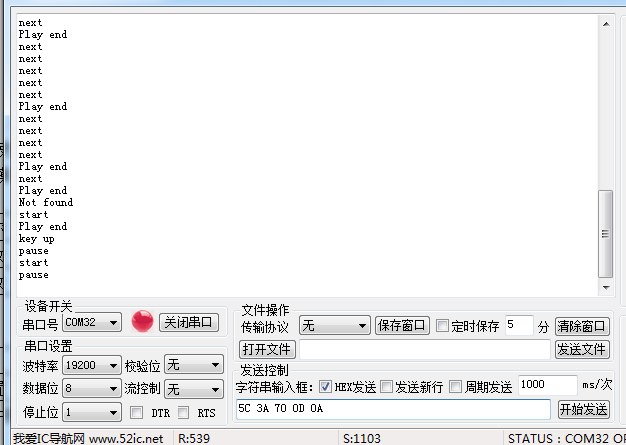 next
Play end
next
next
next
next
next
Play end
next
next
next
next
Play end
next
Play end
Not found
start
Play end
key up
pause
start
pause
设备开关
串口号 COM32 关闭串口
串口设置
波特率 19200 校验位 无
数据位 8 流控制 无
停止位 1 DTR RTS
文件操作
传输协议 无 保存窗口 定时保存 5 分 清除窗口
打开文件 发送文件
发送控制
字符串输入框: HEX发送 发送新行 周期发送 1000 ms/次
5C 3A 70 0D 0A 开始发送
我爱IC导航网 www.52ic.net R:539 S:1103 STATUS : COM32 OP